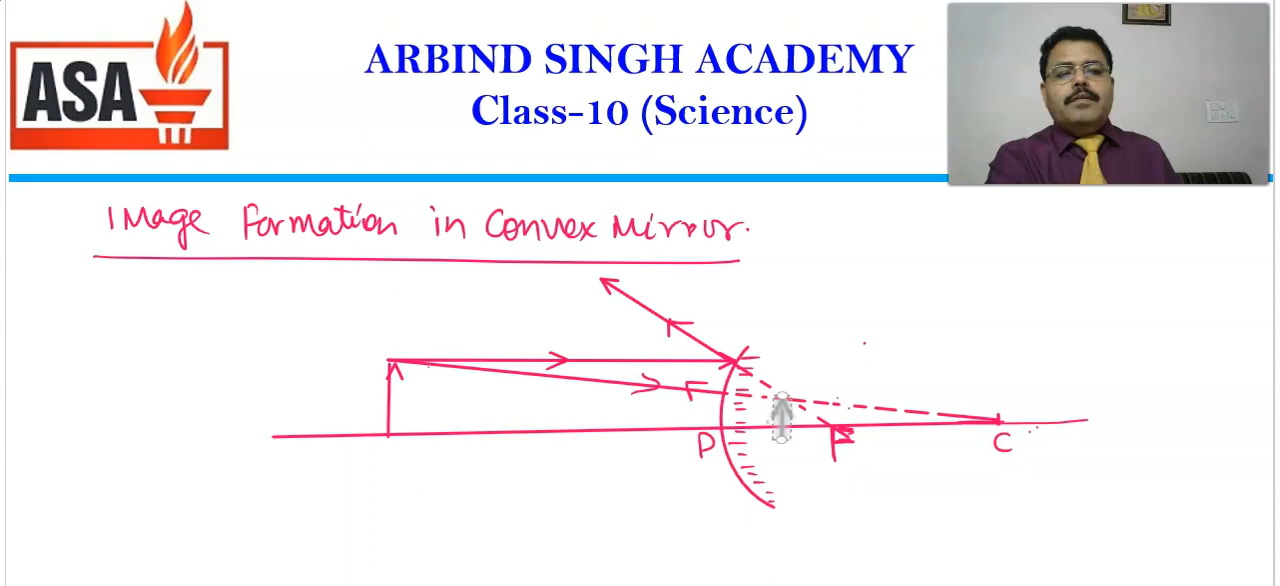 ASA
ARBIND SINGH ACADEMY
Class-10 (Science)
Image Formation in Convex Mirror.
P
F
C